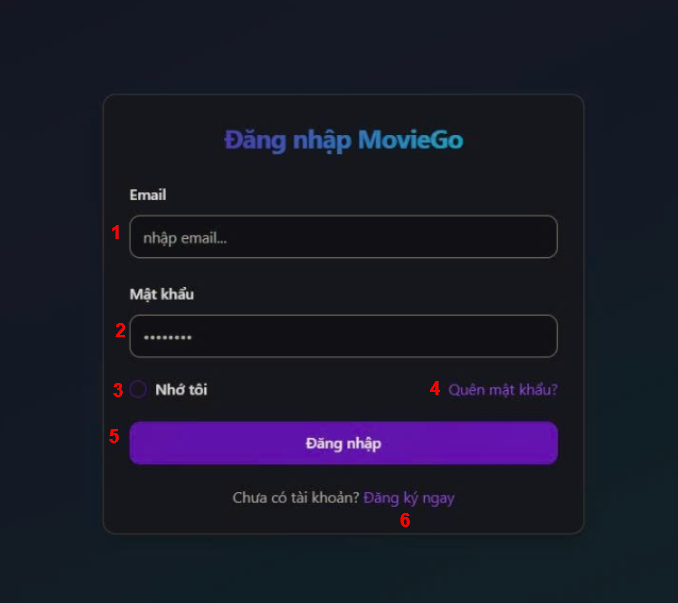 Đăng nhập MovieGo
Email
1 nhập email...
Mật khẩu
2 ••••••••
3 Nhớ tôi 4 Quên mật khẩu?
5 Đăng nhập
Chưa có tài khoản? Đăng ký ngay
6